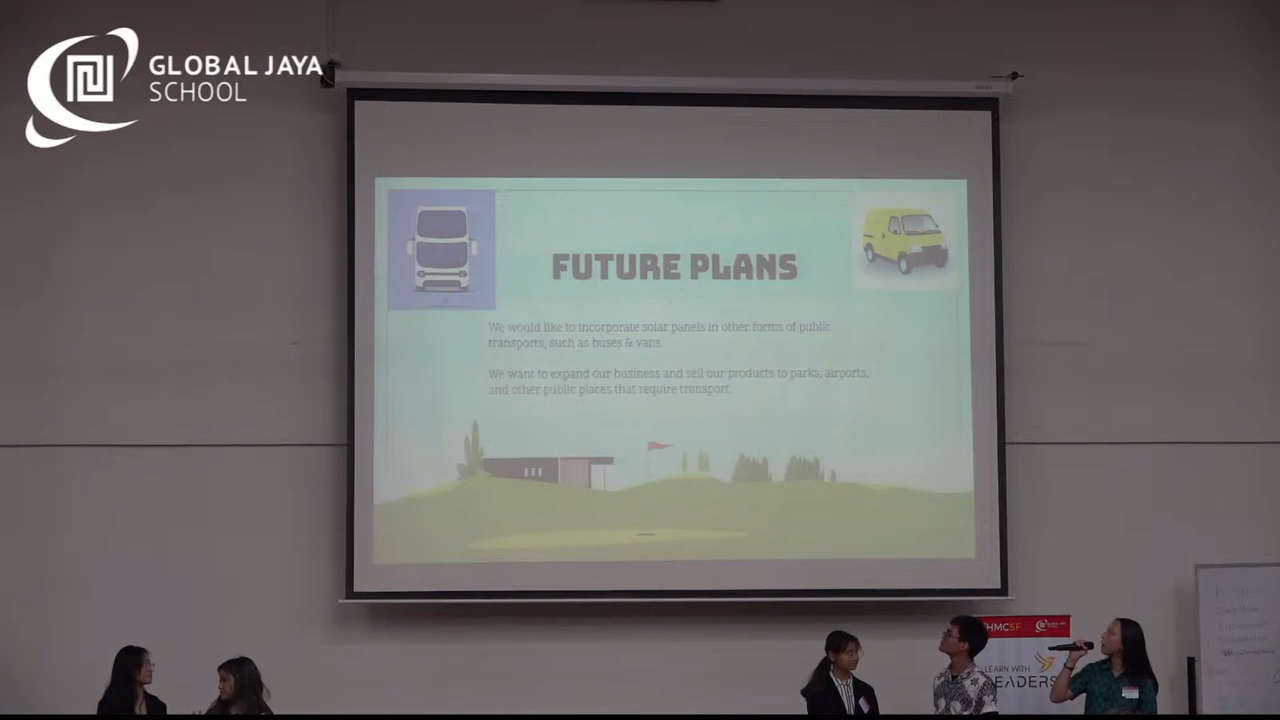 GLOBAL JAYA
SCHOOL
FUTURE PLANS
We would like to incorporate solar panels in other forms of public
transports, such as buses & vans.
We want to expand our business and sell our products to parks, airports,
and other public places that require transport.
HMCSF
LEARN WITH
LEADERS